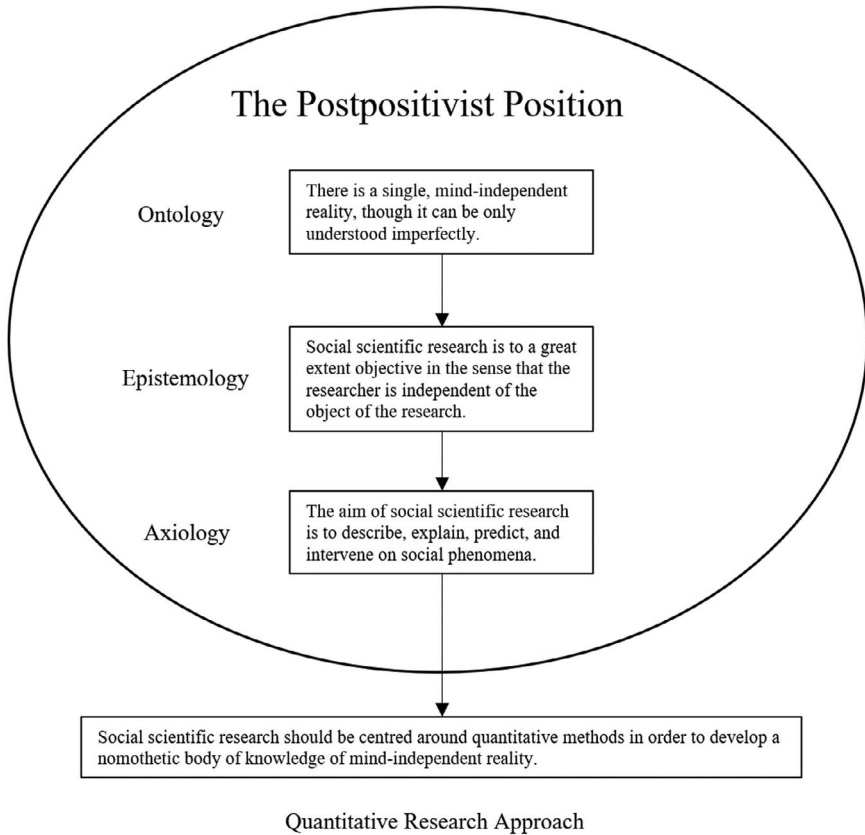 The Postpositivist Position
Ontology
There is a single, mind-independent
reality, though it can be only
understood imperfectly.
Epistemology
Social scientific research is to a great
extent objective in the sense that the
researcher is independent of the
object of the research.
Axiology
The aim of social scientific research
is to describe, explain, predict, and
intervene on social phenomena.
Social scientific research should be centred around quantitative methods in order to develop a
nomothetic body of knowledge of mind-independent reality.
Quantitative Research Approach